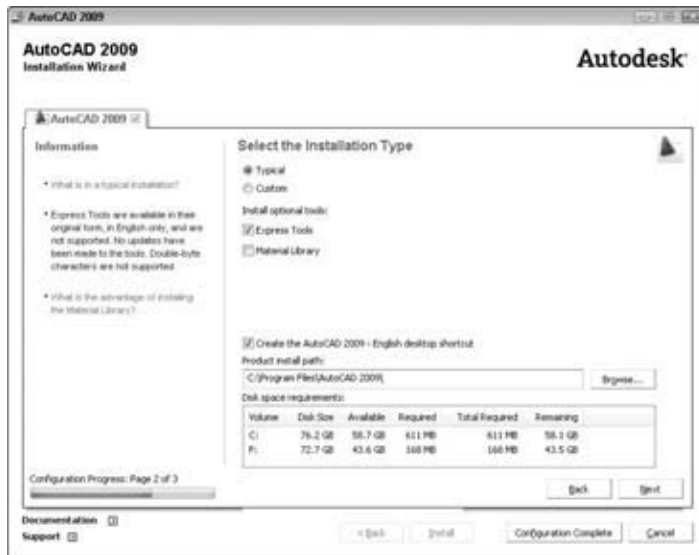 AutoCAD 2009
AutoCAD 2009
Installation Wizard
Autodesk
AutoCAD 2009
Information
• What is in a typical installation?
• Express Tools are available in their
original form, in English only, and are
not supported. No updates have
been made to the tools. Double-byte
characters are not supported.
• What is the advantage of installing
the Material Library?
Configuration Progress: Page 2 of 3
Select the Installation Type
Typical
Custom
Install optional tools:
Express Tools
Material Library
Create the AutoCAD 2009 - English desktop shortcut
Product install path:
C:\Program Files\AutoCAD 2009\
Browse...
Disk space requirements:
Volume Disk Size Available Required Total Required Remaining
C: 76.2 GB 58.7 GB 611 MB 611 MB 58.1 GB
F: 72.7 GB 43.6 GB 168 MB 168 MB 43.5 GB
Back Next
Documentation
Support
< Back Install Configuration Complete Cancel